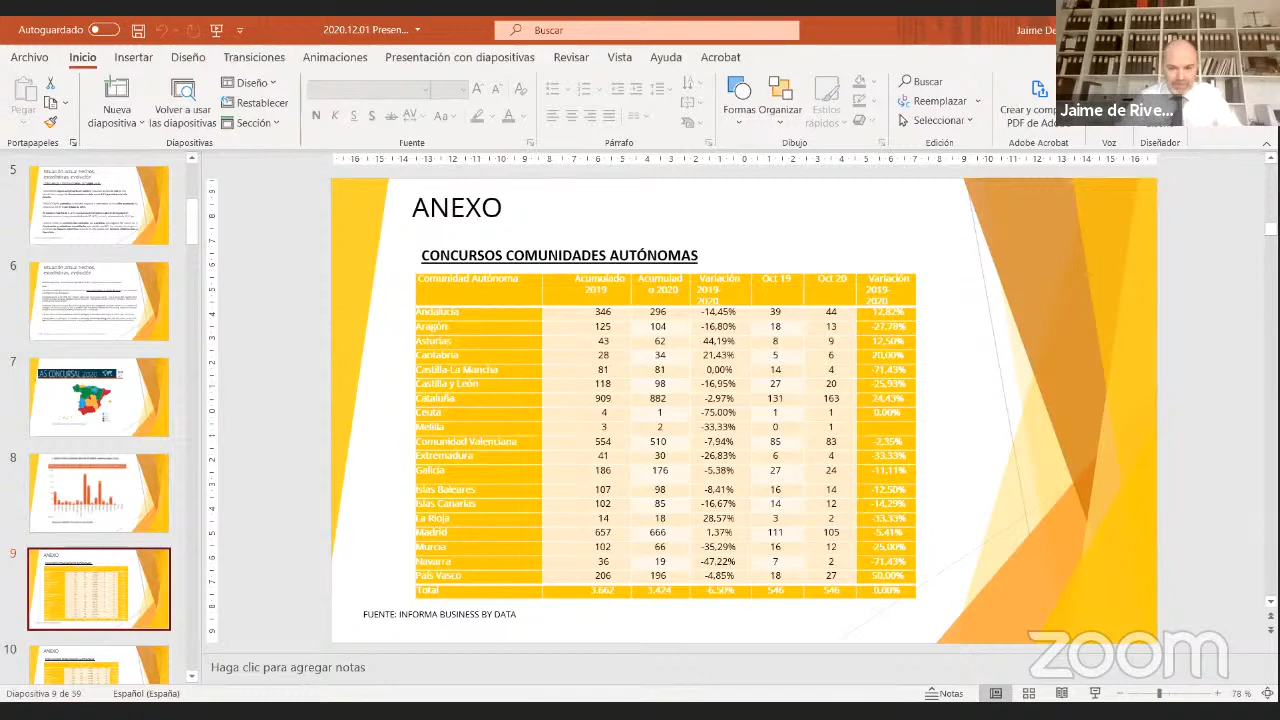 Autoguardado
2020.12.01 Presen...
Buscar
Jaime De
Archivo Inicio Insertar Diseño Transiciones Animaciones Presentación con diapositivas Revisar Vista Ayuda Acrobat
Pegar
Nueva diapositiva
Volver a usar las diapositivas
Diseño
Restablecer
Sección
Formas Organizar Estilos rápidos
Buscar
Reemplazar
Seleccionar
Crear y comp
PDF de Adob
Jaime de Rive...
Portapapeles Diapositivas Fuente Párrafo Dibujo Edición Adobe Acrobat Voz Diseñador
5
6
7
AS CONCURSAL 2020
8
9
ANEXO
10
ANEXO
CONCURSOS COMUNIDADES AUTÓNOMAS
Comunidad Autónoma Acumulado 2019 Acumulado 2020 Variación 2019-2020 Oct 19 Oct 20 Variación 2019-2020
Andalucía 346 296 -14,45% 39 44 12,82%
Aragón 125 104 -16,80% 18 13 -27,78%
Asturias 43 62 44,19% 8 9 12,50%
Cantabria 28 34 21,43% 5 6 20,00%
Castilla-La Mancha 81 81 0,00% 14 4 -71,43%
Castilla y León 118 98 -16,95% 27 20 -25,93%
Cataluña 909 882 -2,97% 131 163 24,43%
Ceuta 4 1 -75,00% 1 1 0,00%
Melilla 3 2 -33,33% 0 1
Comunidad Valenciana 554 510 -7,94% 85 83 -2,35%
Extremadura 41 30 -26,83% 6 4 -33,33%
Galicia 186 176 -5,38% 27 24 -11,11%
Islas Baleares 107 98 -8,41% 16 14 -12,50%
Islas Canarias 102 85 -16,67% 14 12 -14,29%
La Rioja 14 18 28,57% 3 2 -33,33%
Madrid 657 666 1,37% 111 105 -5,41%
Murcia 102 66 -35,29% 16 12 -25,00%
Navarra 36 19 -47,22% 7 2 -71,43%
País Vasco 206 196 -4,85% 18 27 50,00%
Total 3.662 3.424 -6,50% 546 546 0,00%
FUENTE: INFORMA BUSINESS BY DATA
zoom
Haga clic para agregar notas
Diapositiva 9 de 59 Español (España) Notas 78 %